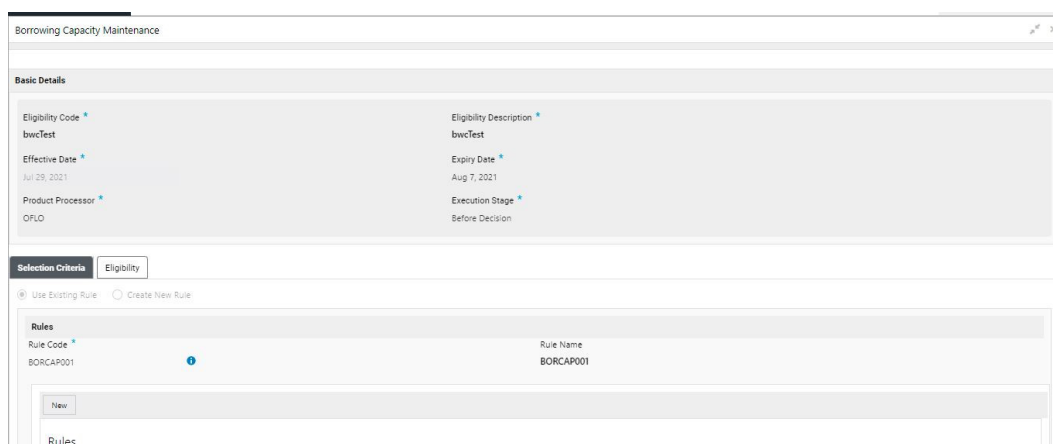 Borrowing Capacity Maintenance
Basic Details
Eligibility Code * Eligibility Description *
bwcTest bwcTest
Effective Date * Expiry Date *
Jul 29, 2021 Aug 7, 2021
Product Processor * Execution Stage *
OFLO Before Decision
Selection Criteria Eligibility
Use Existing Rule Create New Rule
Rules
Rule Code * Rule Name
BORCAP001 BORCAP001
New
Rules